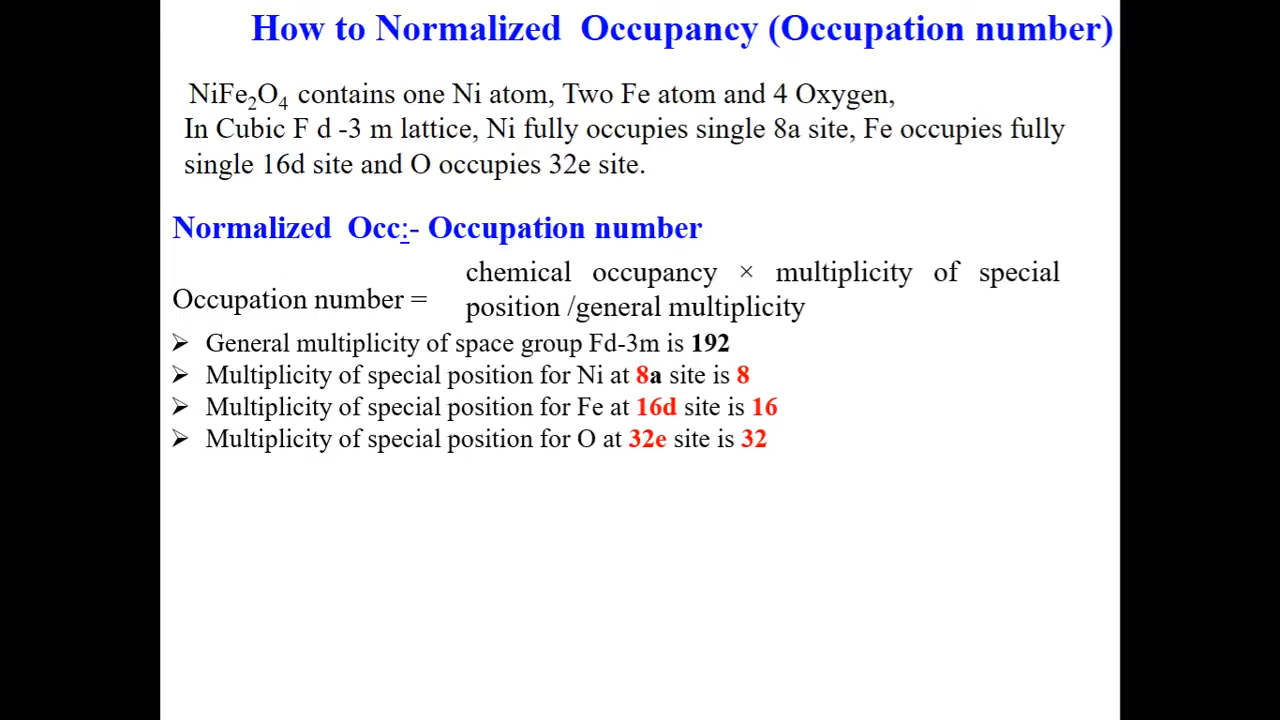 How to Normalized Occupancy (Occupation number)
NiFe₂O₄ contains one Ni atom, Two Fe atom and 4 Oxygen,
In Cubic F d -3 m lattice, Ni fully occupies single 8a site, Fe occupies fully
single 16d site and O occupies 32e site.
Normalized Occ:- Occupation number
Occupation number =
chemical occupancy × multiplicity of special
position /general multiplicity
➢ General multiplicity of space group Fd-3m is 192
➢ Multiplicity of special position for Ni at 8a site is 8
➢ Multiplicity of special position for Fe at 16d site is 16
➢ Multiplicity of special position for O at 32e site is 32